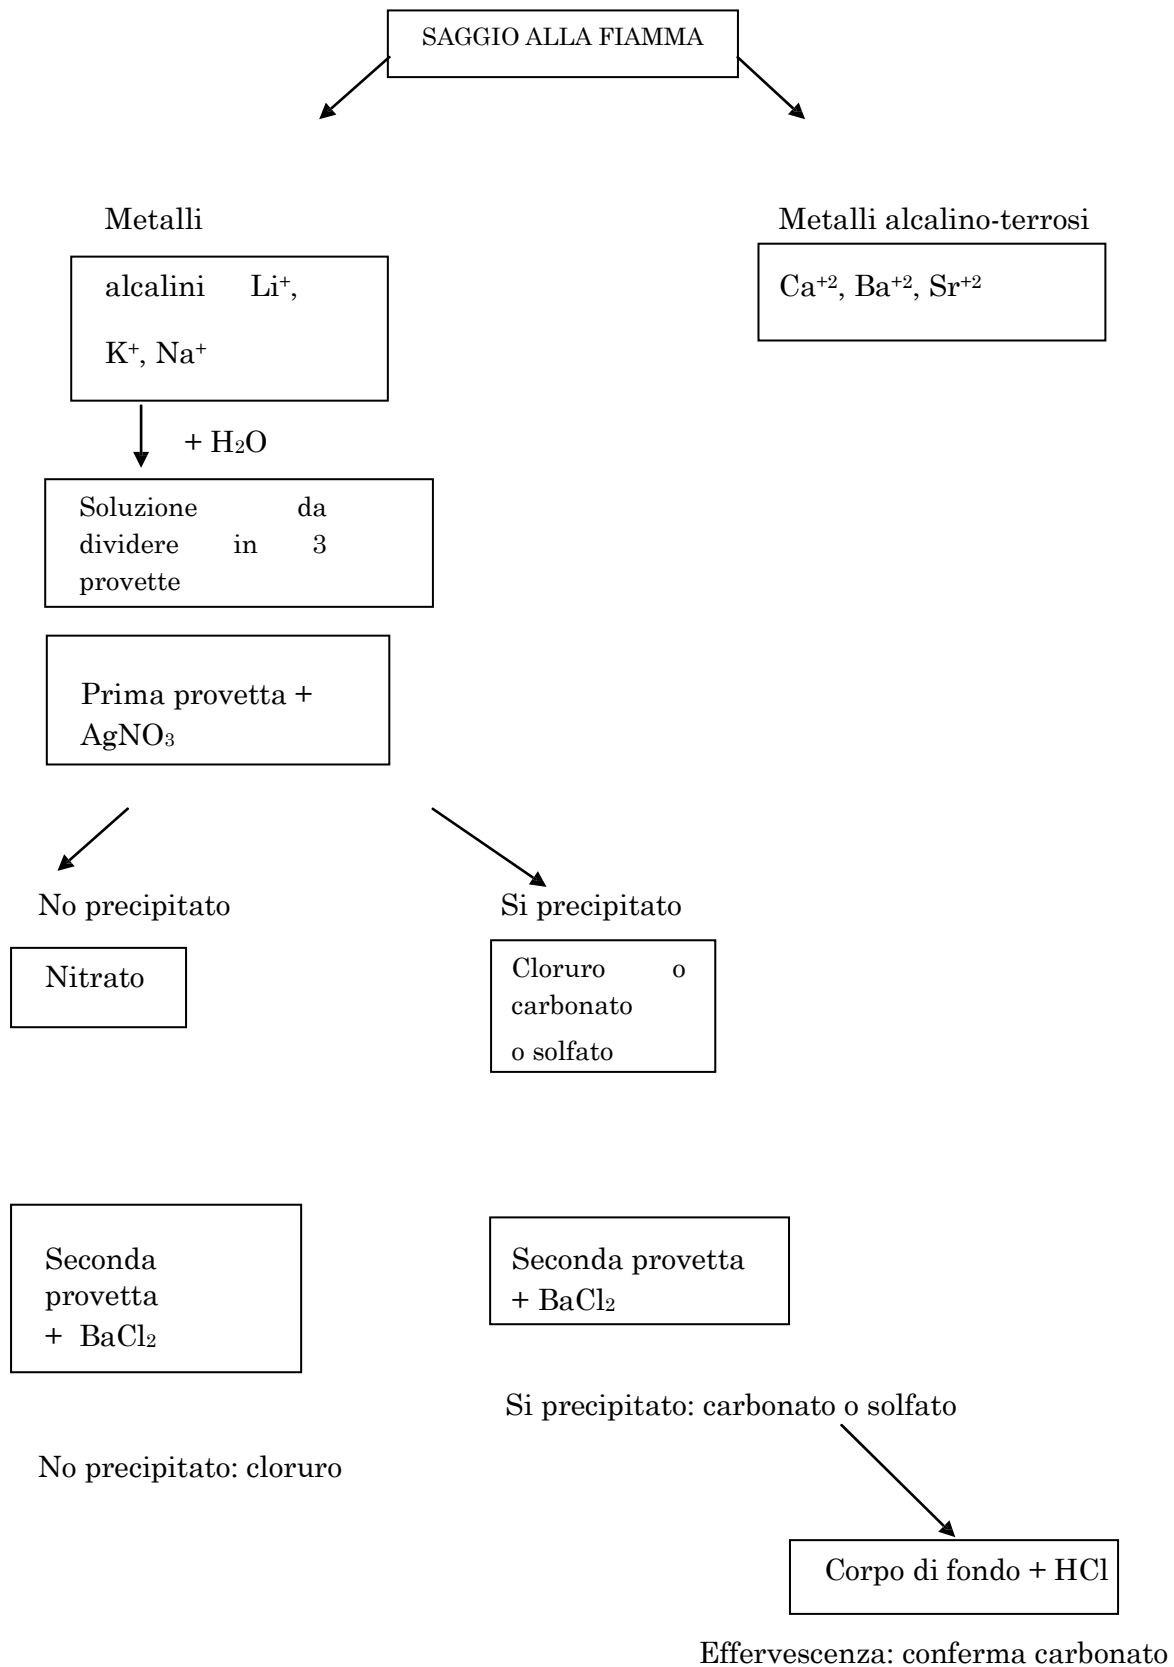 SAGGIO ALLA FIAMMA
Metalli
alcalini Li⁺,
K⁺, Na⁺
Metalli alcalino-terrosi
Ca⁺², Ba⁺², Sr⁺²
+ H₂O
Soluzione da
dividere in 3
provette
Prima provetta +
AgNO₃
No precipitato
Nitrato
Si precipitato
Cloruro o
carbonato
o solfato
Seconda
provetta
+ BaCl₂
No precipitato: cloruro
Seconda provetta
+ BaCl₂
Si precipitato: carbonato o solfato
Corpo di fondo + HCl
Effervescenza: conferma carbonato